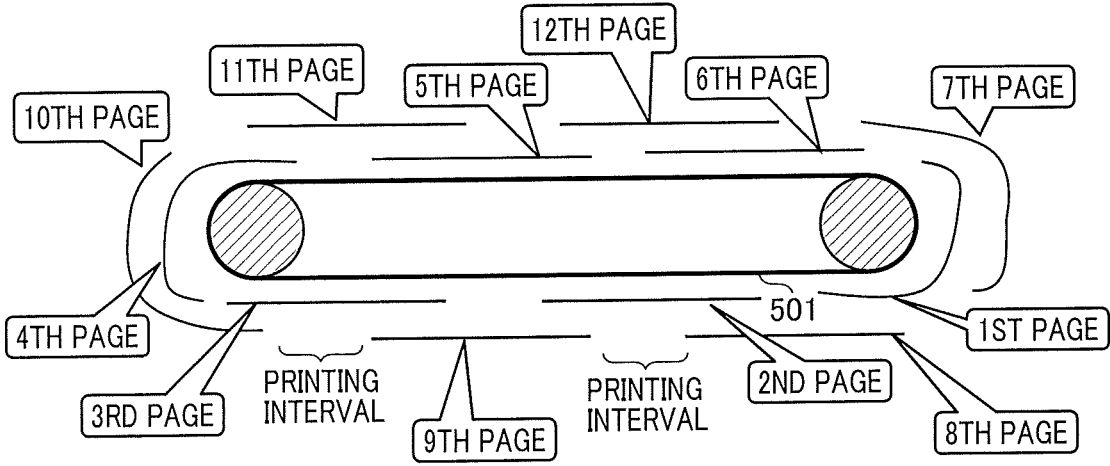 12TH PAGE
11TH PAGE
5TH PAGE
6TH PAGE
7TH PAGE
10TH PAGE
501
4TH PAGE
1ST PAGE
3RD PAGE
PRINTING
INTERVAL
9TH PAGE
PRINTING
INTERVAL
2ND PAGE
8TH PAGE